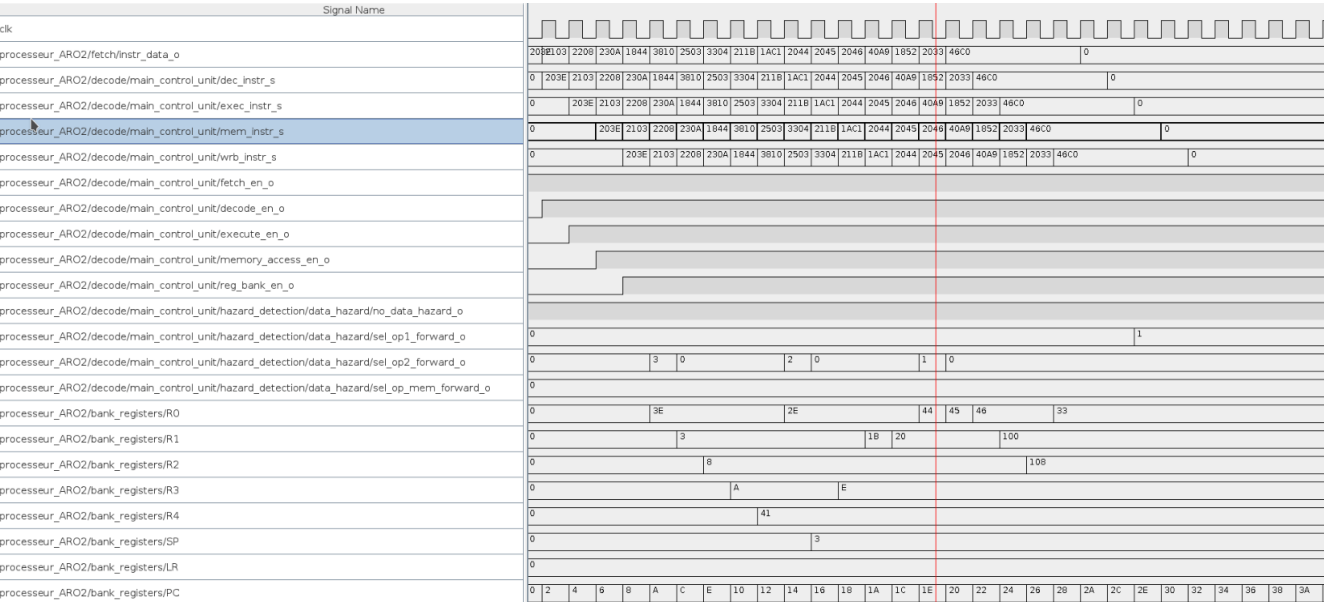 Signal Name
clk
processeur_ARO2/fetch/instr_data_o 203E 2103 2208 230A 1844 3810 2503 3304 211B 1AC1 2044 2045 2046 40A9 1852 2033 46C0 0
processeur_ARO2/decode/main_control_unit/dec_instr_s 0 203E 2103 2208 230A 1844 3810 2503 3304 211B 1AC1 2044 2045 2046 40A9 1852 2033 46C0 0
processeur_ARO2/decode/main_control_unit/exec_instr_s 0 203E 2103 2208 230A 1844 3810 2503 3304 211B 1AC1 2044 2045 2046 40A9 1852 2033 46C0 0
processeur_ARO2/decode/main_control_unit/mem_instr_s 0 203E 2103 2208 230A 1844 3810 2503 3304 211B 1AC1 2044 2045 2046 40A9 1852 2033 46C0 0
processeur_ARO2/decode/main_control_unit/wrb_instr_s 0 203E 2103 2208 230A 1844 3810 2503 3304 211B 1AC1 2044 2045 2046 40A9 1852 2033 46C0 0
processeur_ARO2/decode/main_control_unit/fetch_en_o
processeur_ARO2/decode/main_control_unit/decode_en_o
processeur_ARO2/decode/main_control_unit/execute_en_o
processeur_ARO2/decode/main_control_unit/memory_access_en_o
processeur_ARO2/decode/main_control_unit/reg_bank_en_o
processeur_ARO2/decode/main_control_unit/hazard_detection/data_hazard/no_data_hazard_o
processeur_ARO2/decode/main_control_unit/hazard_detection/data_hazard/sel_op1_forward_o 0 1
processeur_ARO2/decode/main_control_unit/hazard_detection/data_hazard/sel_op2_forward_o 0 3 0 2 0 1 0
processeur_ARO2/decode/main_control_unit/hazard_detection/data_hazard/sel_op_mem_forward_o 0
processeur_ARO2/bank_registers/R0 0 3E 2E 44 45 46 33
processeur_ARO2/bank_registers/R1 0 3 1B 20 100
processeur_ARO2/bank_registers/R2 0 8 108
processeur_ARO2/bank_registers/R3 0 A E
processeur_ARO2/bank_registers/R4 0 41
processeur_ARO2/bank_registers/SP 0 3
processeur_ARO2/bank_registers/LR 0
processeur_ARO2/bank_registers/PC 0 2 4 6 8 A C E 10 12 14 16 18 1A 1C 1E 20 22 24 26 28 2A 2C 2E 30 32 34 36 38 3A